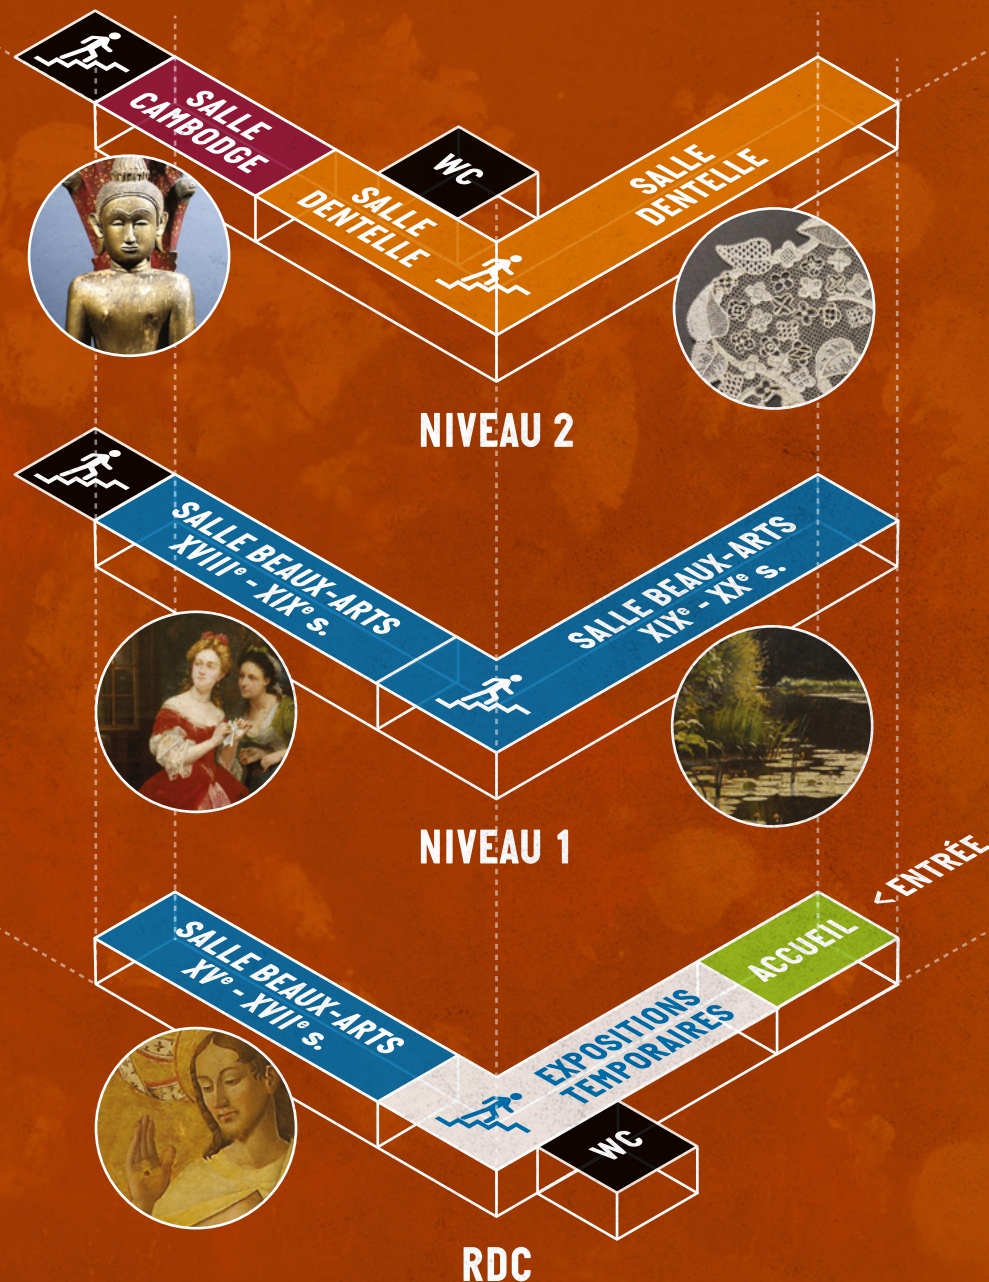 SALLE
CAMBODGE
SALLE
DENTELLE
WC
SALLE
DENTELLE
NIVEAU 2
SALLE BEAUX-ARTS
XVIIIe - XIXe s.
SALLE BEAUX-ARTS
XIXe - XXe s.
NIVEAU 1
< ENTRÉE
SALLE BEAUX-ARTS
XVe - XVIIe s.
EXPOSITIONS
TEMPORAIRES
ACCUEIL
WC
RDC